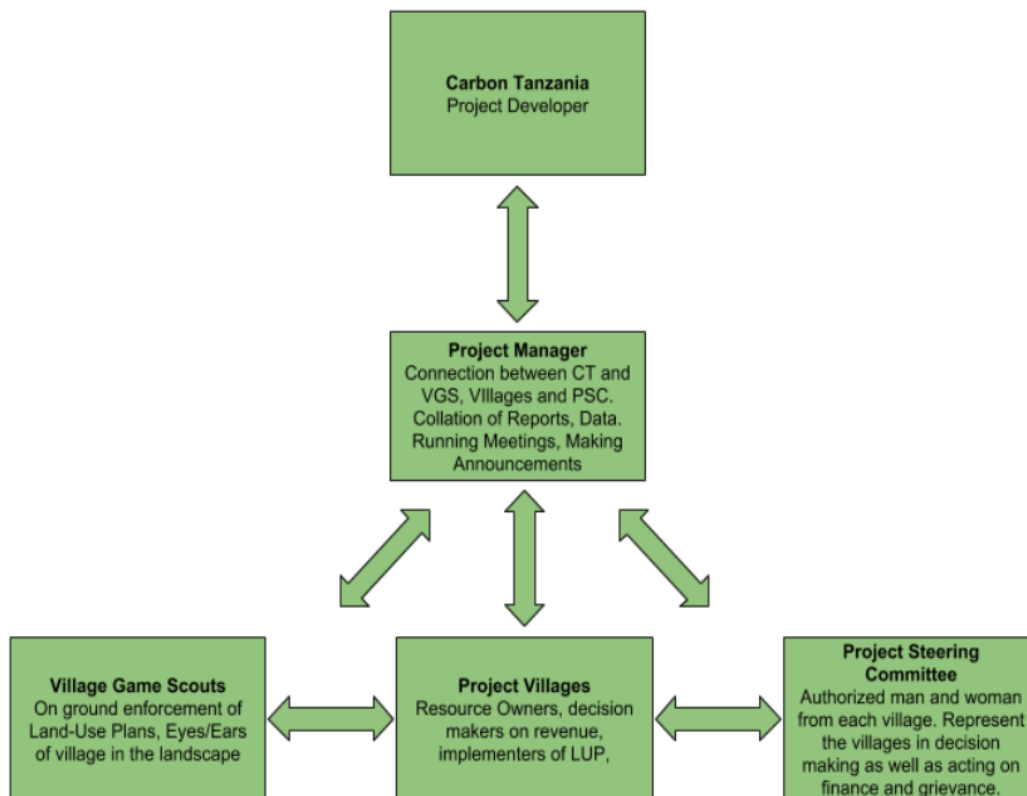 Carbon Tanzania
Project Developer
Project Manager
Connection between CT and
VGS, VIllages and PSC.
Collation of Reports, Data.
Running Meetings, Making
Announcements
Village Game Scouts
On ground enforcement of
Land-Use Plans, Eyes/Ears
of village in the landscape
Project Villages
Resource Owners, decision
makers on revenue,
implementers of LUP,
Project Steering
Committee
Authorized man and woman
from each village. Represent
the villages in decision
making as well as acting on
finance and grievance.